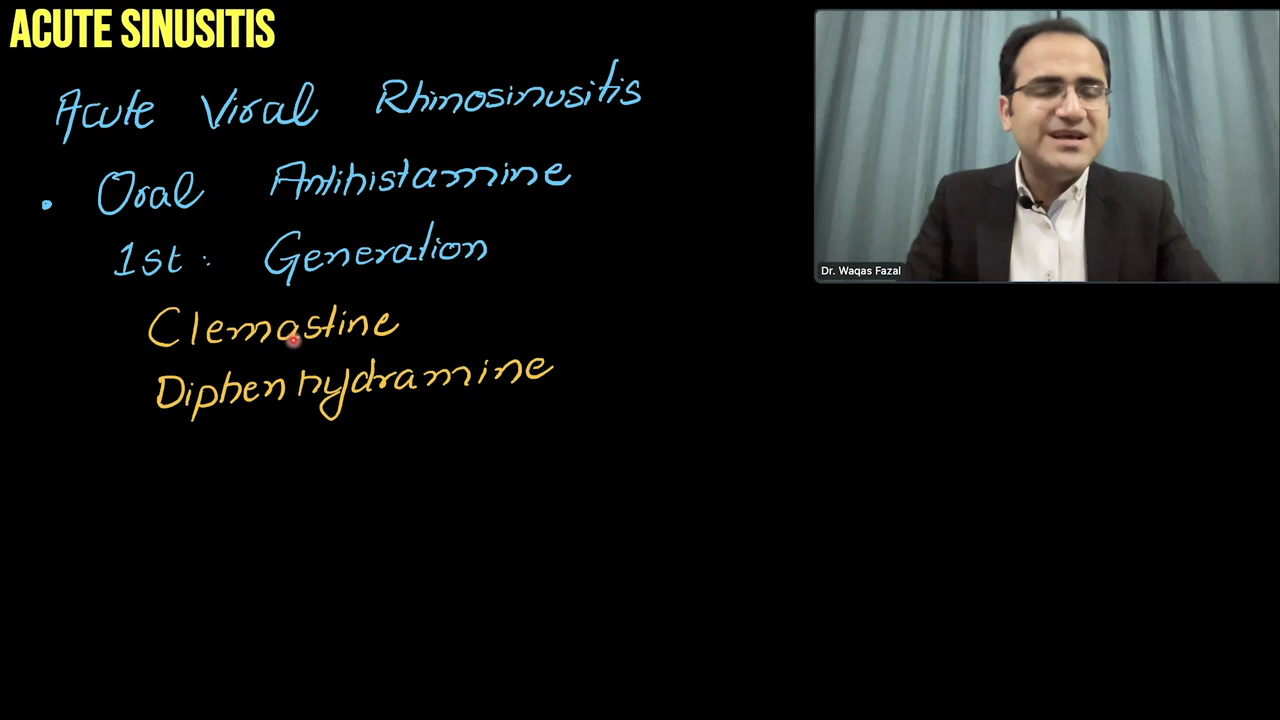 ACUTE SINUSITIS
Acute Viral Rhinosinusitis
• Oral Antihistamine
1st : Generation
Clemastine
Diphenhydramine
Dr. Waqas Fazal